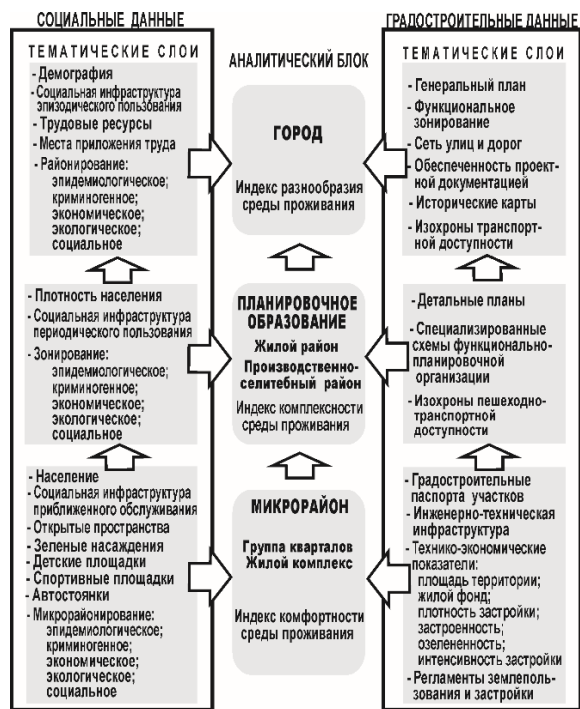 СОЦИАЛЬНЫЕ ДАННЫЕ
ТЕМАТИЧЕСКИЕ СЛОИ
- Демография
- Социальная инфраструктура
эпизодического пользования
- Трудовые ресурсы
- Места приложения труда
- Районирование:
эпидемиологическое;
криминогенное;
экономическое;
экологическое;
социальное
- Плотность населения
- Социальная инфраструктура
периодического пользования
- Зонирование:
эпидемиологическое;
криминогенное;
экономическое;
экологическое;
социальное
- Население
- Социальная инфраструктура
приближенного обслуживания
- Открытые пространства
- Зеленые насаждения
- Детские площадки
- Спортивные площадки
- Автостоянки
- Микрорайонирование:
эпидемиологическое;
криминогенное;
экономическое;
экологическое;
социальное
АНАЛИТИЧЕСКИЙ БЛОК
ГОРОД
Индекс разнообразия
среды проживания
ПЛАНИРОВОЧНОЕ
ОБРАЗОВАНИЕ
Жилой район
Производственно-
селитебный район
Индекс комплексности
среды проживания
МИКРОРАЙОН
Группа кварталов
Жилой комплекс
Индекс комфортности
среды проживания
ГРАДОСТРОИТЕЛЬНЫЕ ДАННЫЕ
ТЕМАТИЧЕСКИЕ СЛОИ
- Генеральный план
- Функциональное
зонирование
- Сеть улиц и дорог
- Обеспеченность проект-
ной документацией
- Исторические карты
- Изохроны транспорт-
ной доступности
- Детальные планы
- Специализированные
схемы функционально-
планировочной
организации
- Изохроны пешеходно-
транспортной
доступности
- Градостроительные
паспорта участков
- Инженерно-техническая
инфраструктура
- Технико-экономические
показатели:
площадь территории;
жилой фонд;
плотность застройки;
застроенность;
озелененность;
интенсивность застройки
- Регламенты землеполь-
зования и застройки